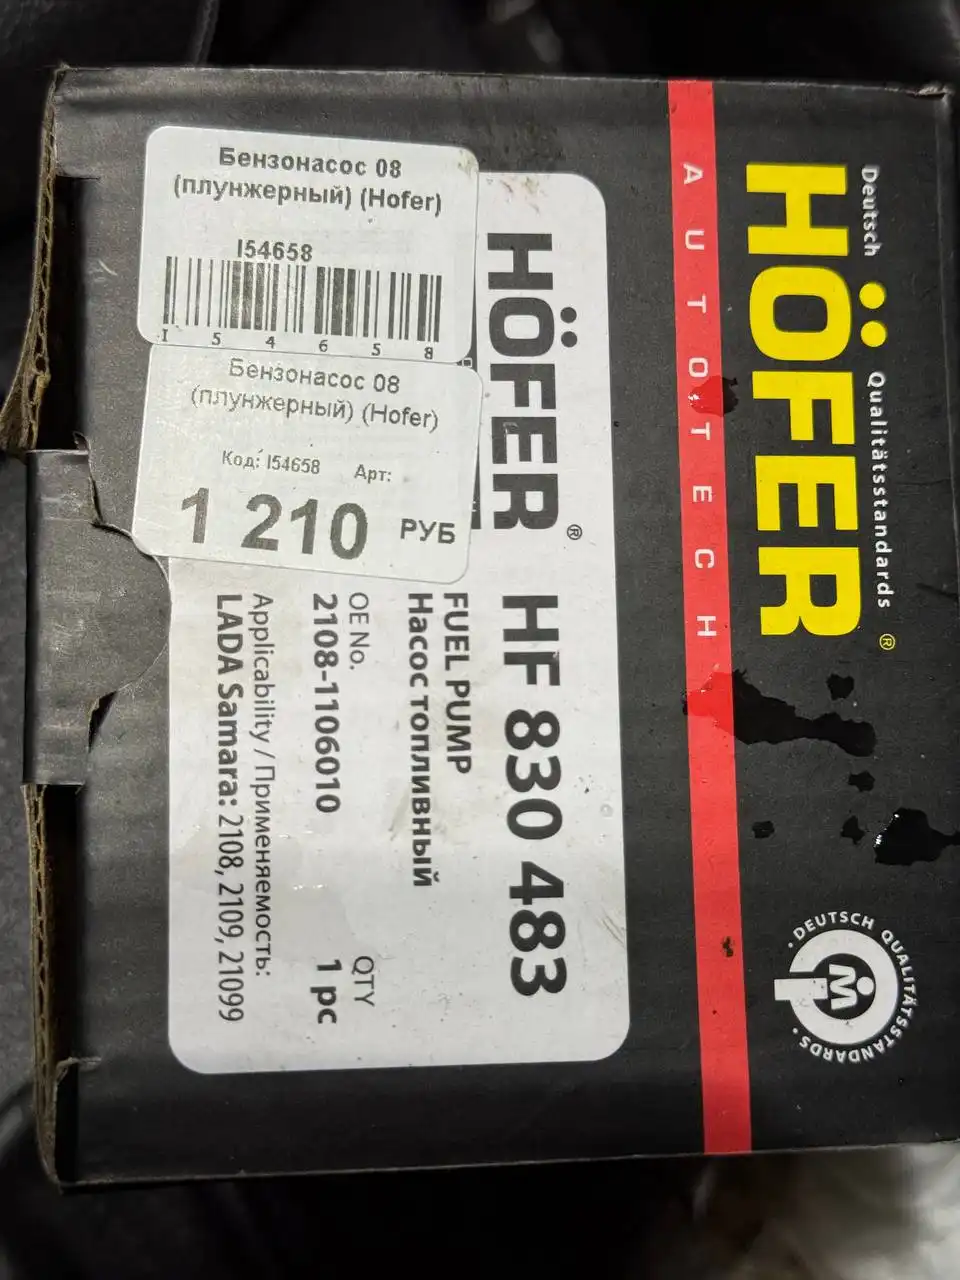 Бензонасос 08
(плунжерный) (Hofer)
I54658
I 5 4 6 5 8
Бензонасос 08
(плунжерный) (Hofer)
Код: I54658 Арт:
1 210 РУБ
Deutsch Qualitätsstandards
HÖFER®
AUTOTECH
DEUTSCH QUALITÄTSSTANDARDS
HÖFER® HF 830 483
FUEL PUMP
Насос топливный
OE No. QTY
2108-1106010 1 pc
Applicability / Применяемость:
LADA Samara: 2108, 2109, 21099